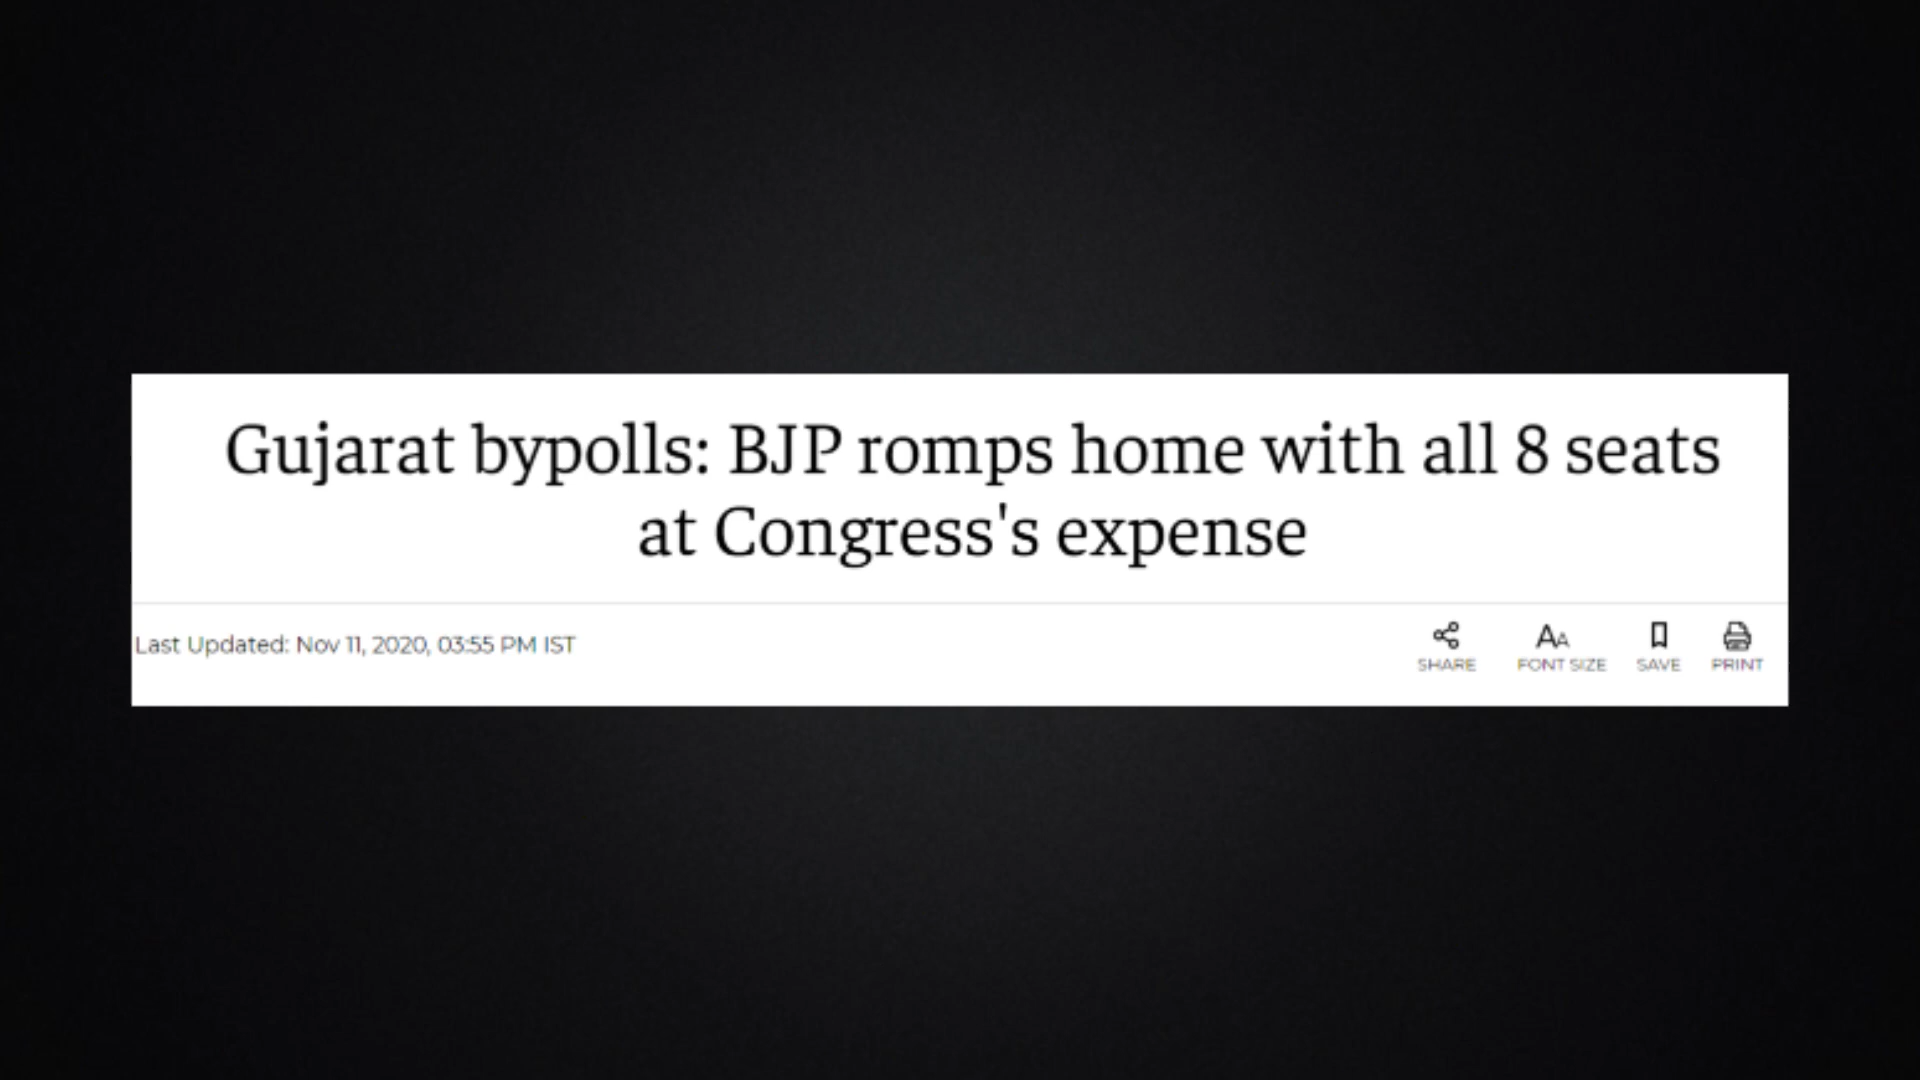 Gujarat bypolls: BJP romps home with all 8 seats
at Congress's expense
Last Updated: Nov 11, 2020, 03:55 PM IST
SHARE
FONT SIZE
SAVE
PRINT